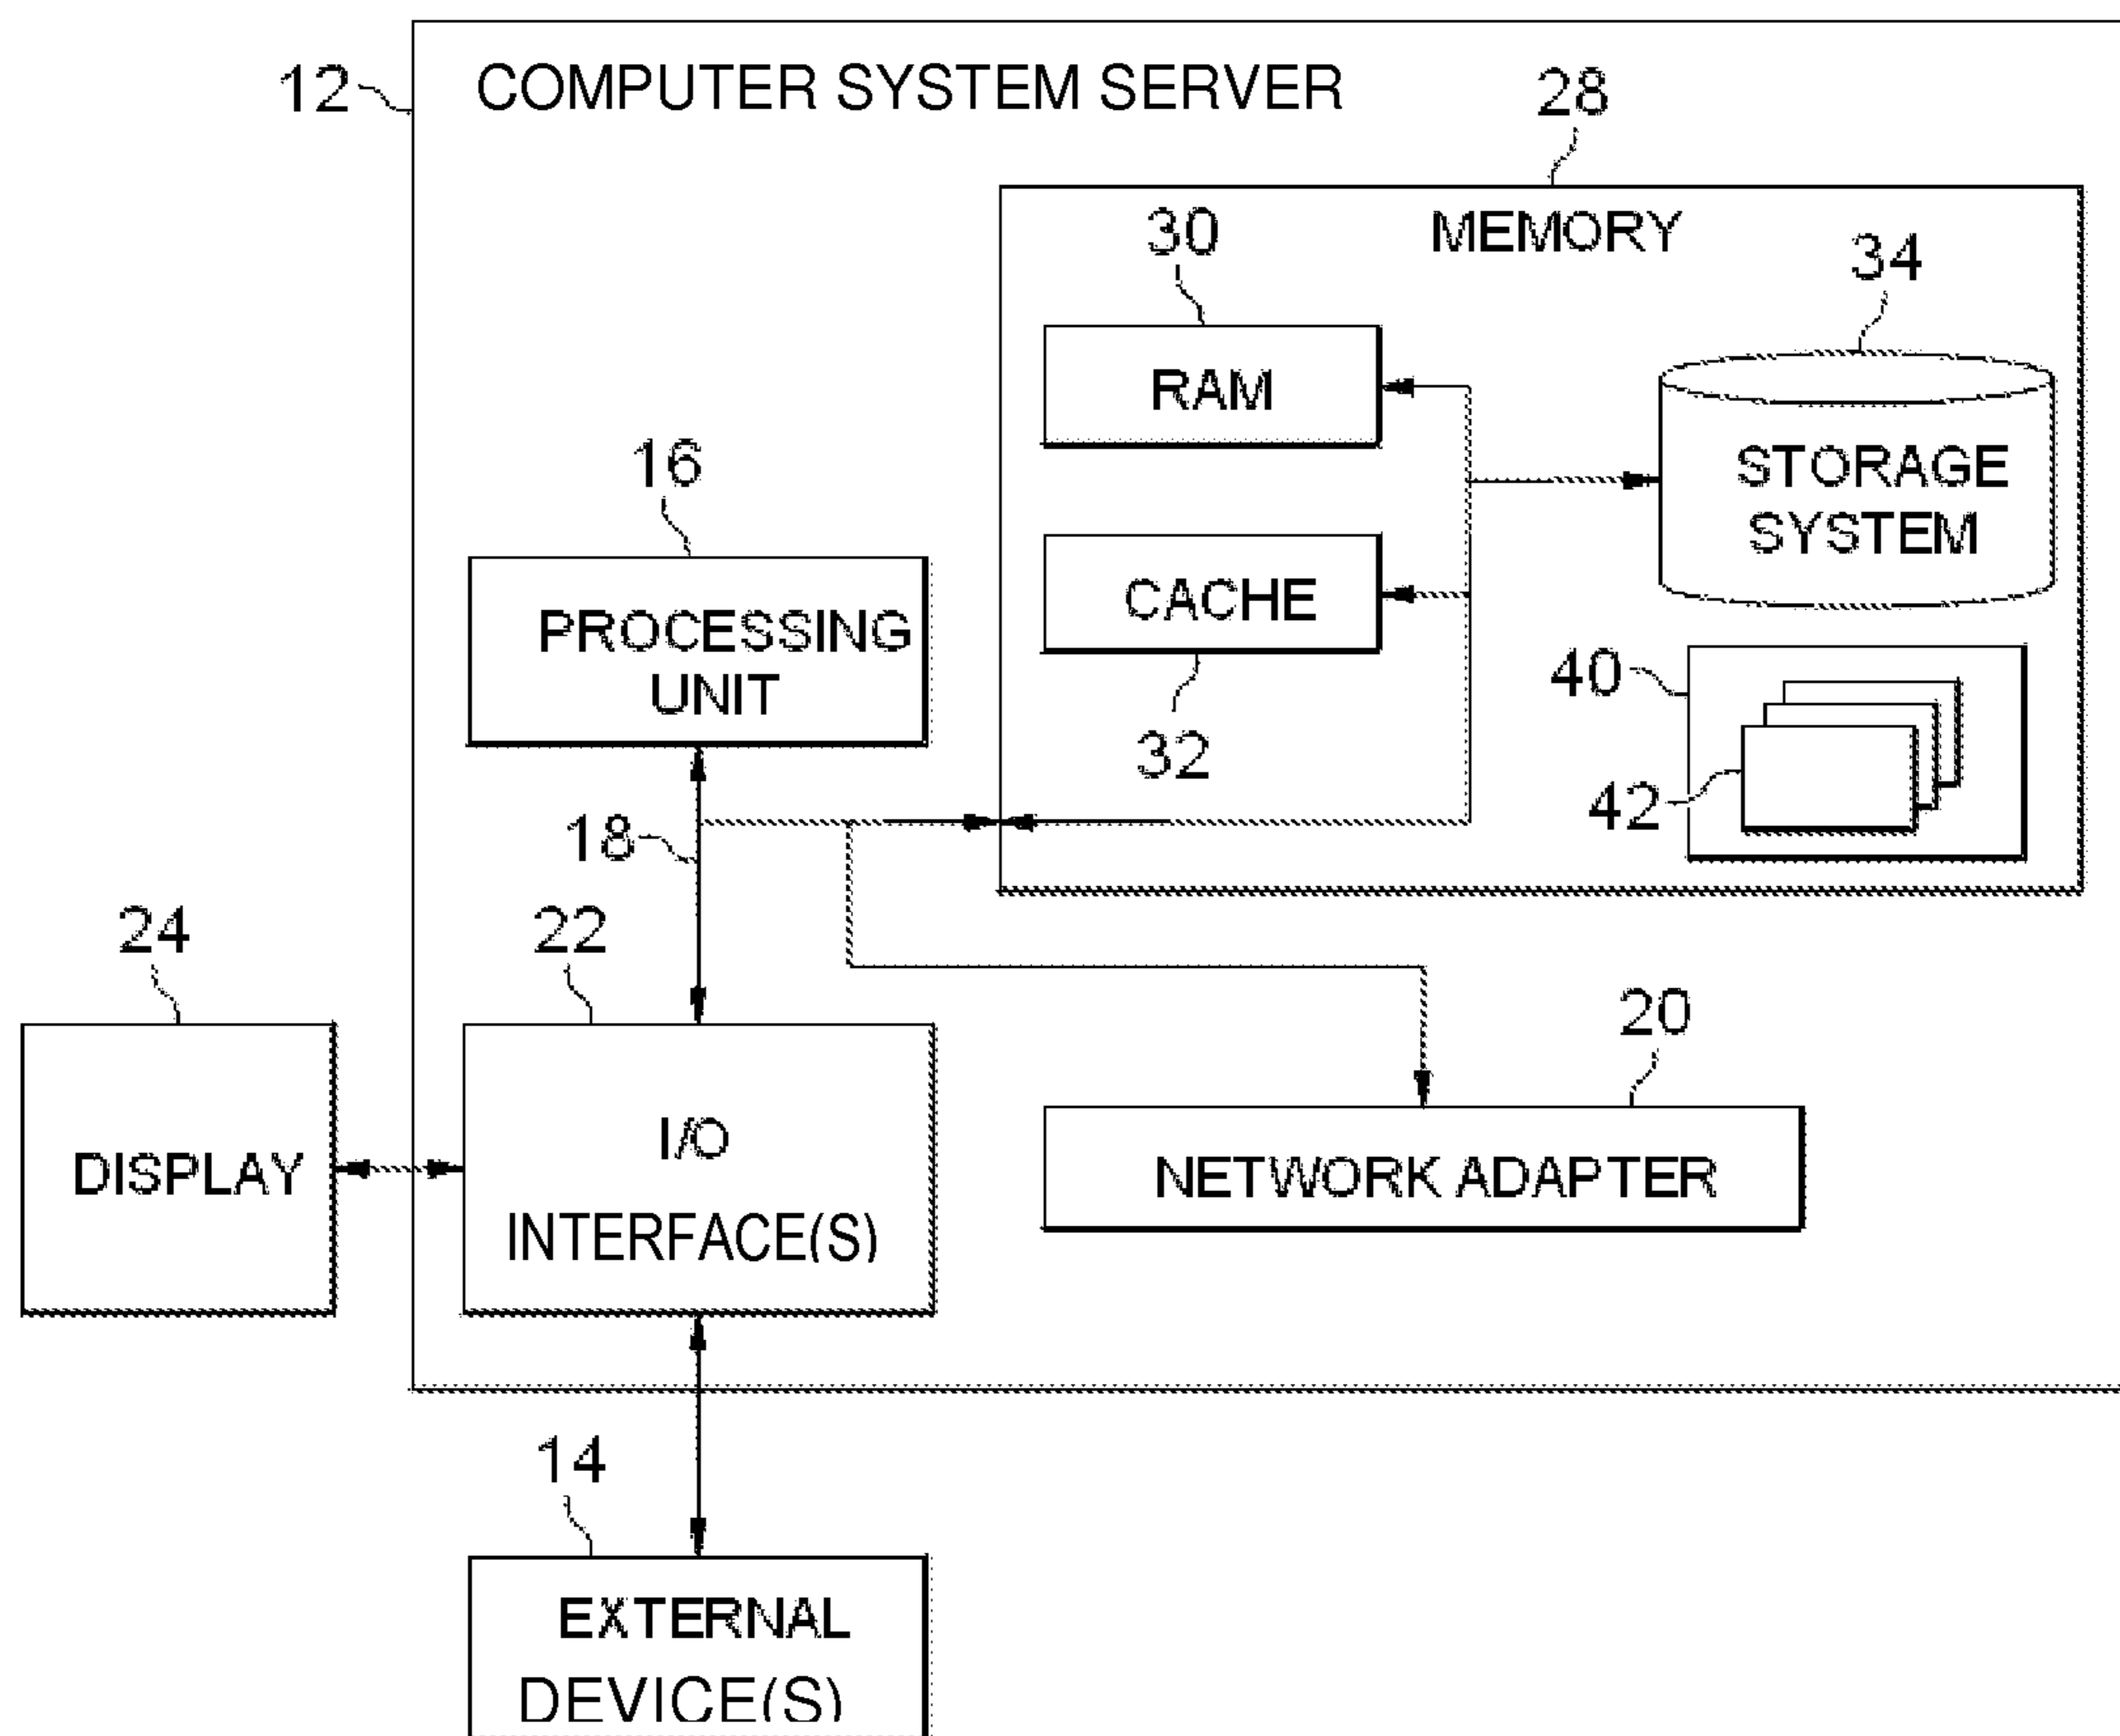 12
COMPUTER SYSTEM SERVER
28
30
MEMORY
34
RAM
16
STORAGE
SYSTEM
PROCESSING
UNIT
CACHE
40
32
42
18
24
22
20
DISPLAY
I/O
INTERFACE(S)
NETWORK ADAPTER
14
EXTERNAL
DEVICE(S)